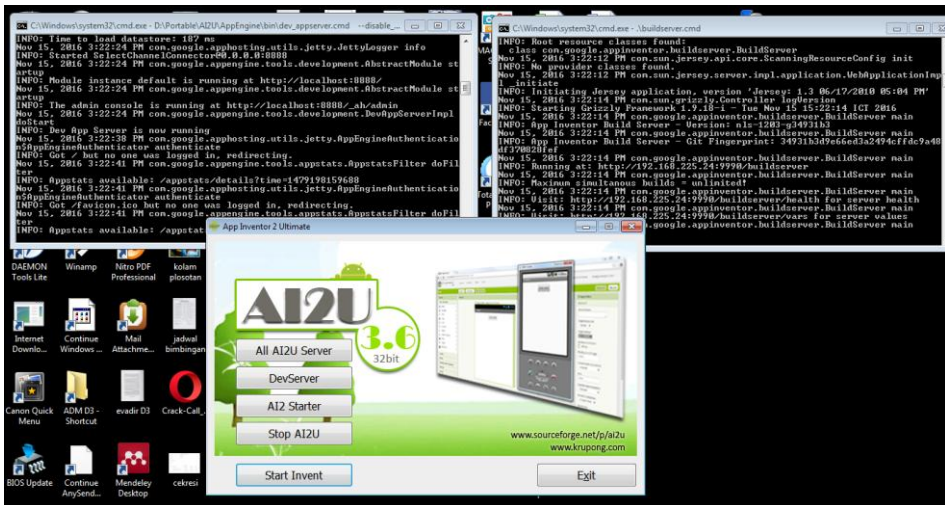 C:\Windows\system32\cmd.exe - D:\Portable\AI2U\AppEngine\bin\dev_appserver.cmd --disable_...
INFO: Time to load datastore: 187 ms
Nov 15, 2016 3:22:24 PM com.google.apphosting.utils.jetty.JettyLogger info
INFO: Started SelectChannelConnector@0.0.0.0:8888
Nov 15, 2016 3:22:24 PM com.google.appengine.tools.development.AbstractModule st
artup
INFO: Module instance default is running at http://localhost:8888/
Nov 15, 2016 3:22:24 PM com.google.appengine.tools.development.AbstractModule st
artup
INFO: The admin console is running at http://localhost:8888/_ah/admin
Nov 15, 2016 3:22:24 PM com.google.appengine.tools.development.DevAppServerImpl
doStart
INFO: Dev App Server is now running
Nov 15, 2016 3:22:38 PM com.google.apphosting.utils.jetty.AppEngineAuthenticatio
n$AppEngineAuthenticator authenticate
INFO: Got / but no one was logged in, redirecting.
Nov 15, 2016 3:22:41 PM com.google.appengine.tools.appstats.AppstatsFilter doFil
ter
INFO: Appstats available: /appstats/details?time=1479198159688
Nov 15, 2016 3:22:41 PM com.google.apphosting.utils.jetty.AppEngineAuthenticatio
n$AppEngineAuthenticator authenticate
INFO: Got /favicon.ico but no one was logged in, redirecting.
Nov 15, 2016 3:22:41 PM com.google.appengine.tools.appstats.AppstatsFilter doFil
ter
INFO: Appstats available: /appstat
C:\Windows\system32\cmd.exe - .\buildserver.cmd
INFO: Root resource classes found:
class com.google.appinventor.buildserver.BuildServer
Nov 15, 2016 3:22:12 PM com.sun.jersey.api.core.ScanningResourceConfig init
INFO: No provider classes found.
Nov 15, 2016 3:22:12 PM com.sun.jersey.server.impl.application.WebApplicationImp
l _initiate
INFO: Initiating Jersey application, version 'Jersey: 1.3 06/17/2010 05:04 PM'
Nov 15, 2016 3:22:14 PM com.sun.grizzly.Controller logVersion
INFO: Starting Grizzly Framework 1.9.18-i - Tue Nov 15 15:22:14 ICT 2016
Nov 15, 2016 3:22:14 PM com.google.appinventor.buildserver.BuildServer main
INFO: App Inventor Build Server - Version: nb-1203-g34931b3
Nov 15, 2016 3:22:14 PM com.google.appinventor.buildserver.BuildServer main
INFO: App Inventor Build Server - Git Fingerprint: 34931b3d9e66ed3a2494cffdc9a48
df370828fef
Nov 15, 2016 3:22:14 PM com.google.appinventor.buildserver.BuildServer main
INFO: Running at: http://192.168.225.24:9990/buildserver
Nov 15, 2016 3:22:14 PM com.google.appinventor.buildserver.BuildServer main
INFO: Maximum simultanous builds = unlimited!
INFO: Visit: http://192.168.225.24:9990/buildserver/health for server health
Nov 15, 2016 3:22:14 PM com.google.appinventor.buildserver.BuildServer main
INFO: Visit: http://192.168.225.24:9990/buildserver/vars for server values
Nov 15, 2016 3:22:14 PM com.google.appinventor.buildserver.BuildServer main
App Inventor 2 Ultimate
AI2U
3.6
32bit
All AI2U Server
DevServer
AI2 Starter
Stop AI2U
www.sourceforge.net/p/ai2u
www.krupong.com
Start Invent
Exit
DAEMON Tools Lite
Winamp
Nitro PDF Professional
kolam plosotan
Internet Downlo...
Continue Windows ...
Mail Attachme...
jadwal bimbingan
Canon Quick Menu
ADM D3 - Shortcut
evadir D3
Crack-Call_
BIOS Update
Continue AnySend...
Mendeley Desktop
cekresi